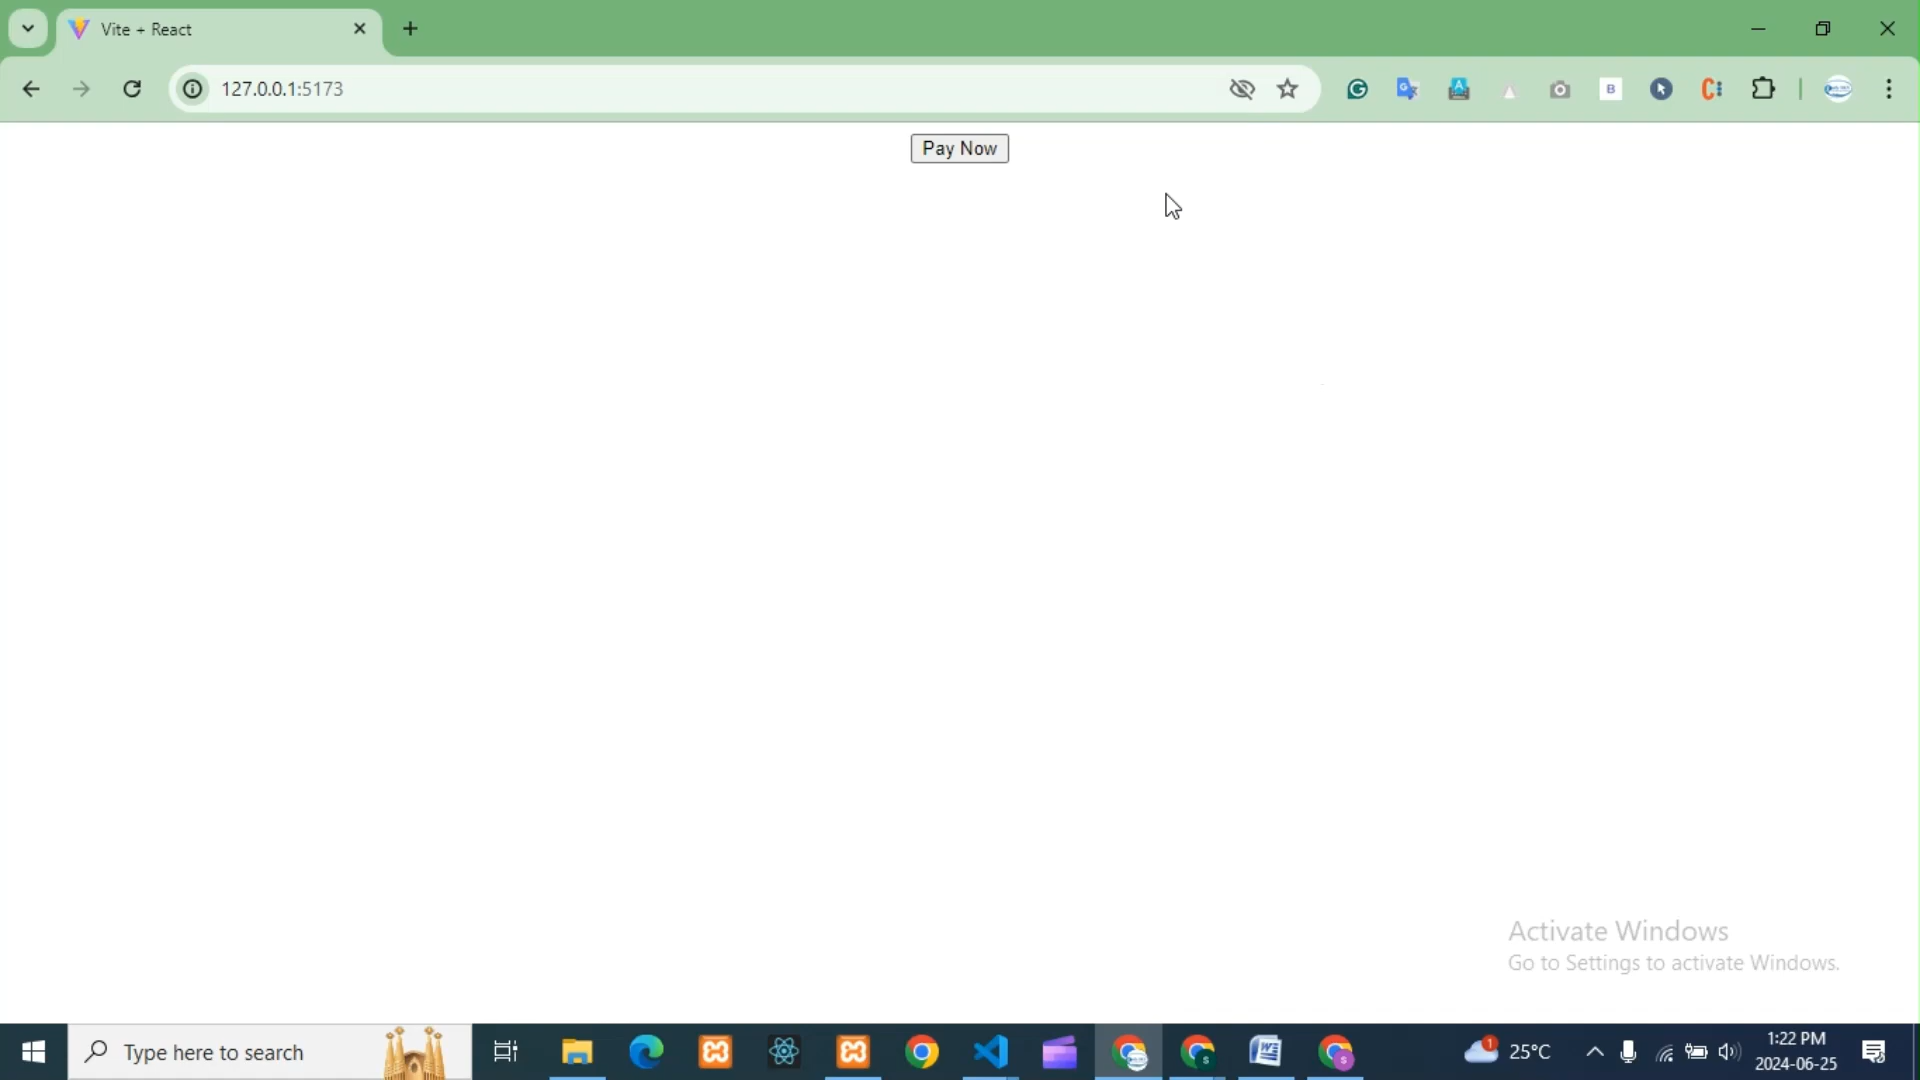 Vite + React
127.0.0.1:5173
Pay Now
Activate Windows
Go to Settings to activate Windows.
Type here to search
1
25°C
1:22 PM
2024-06-25